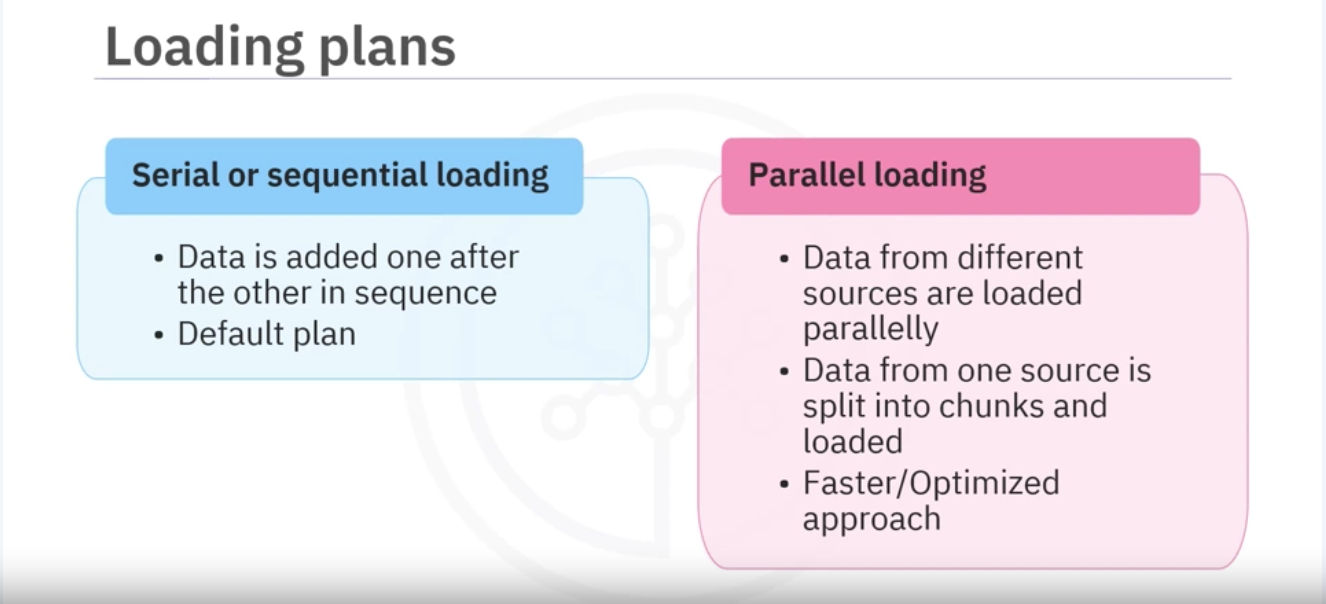 Loading plans
Serial or sequential loading
• Data is added one after
the other in sequence
• Default plan
Parallel loading
• Data from different
sources are loaded
parallelly
• Data from one source is
split into chunks and
loaded
• Faster/Optimized
approach